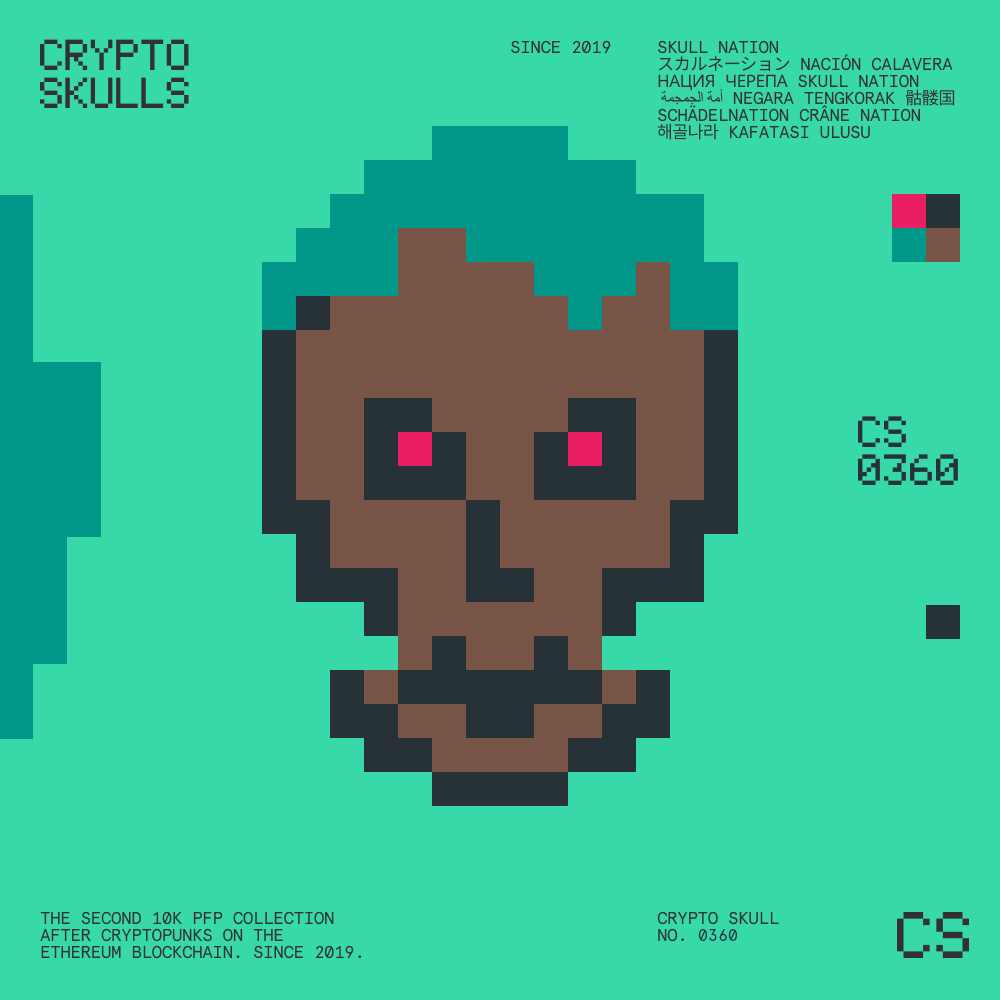 CRYPTO
SKULLS
SINCE 2019
SKULL NATION
スカルネーション NACIÓN CALAVERA
НАЦИЯ ЧЕРЕПА SKULL NATION
أمة الجمجمة NEGARA TENGKORAK 骷髅国
SCHÄDELNATION CRÂNE NATION
해골나라 KAFATASI ULUSU
CS
0360
THE SECOND 10K PFP COLLECTION
AFTER CRYPTOPUNKS ON THE
ETHEREUM BLOCKCHAIN. SINCE 2019.
CRYPTO SKULL
NO. 0360
CS